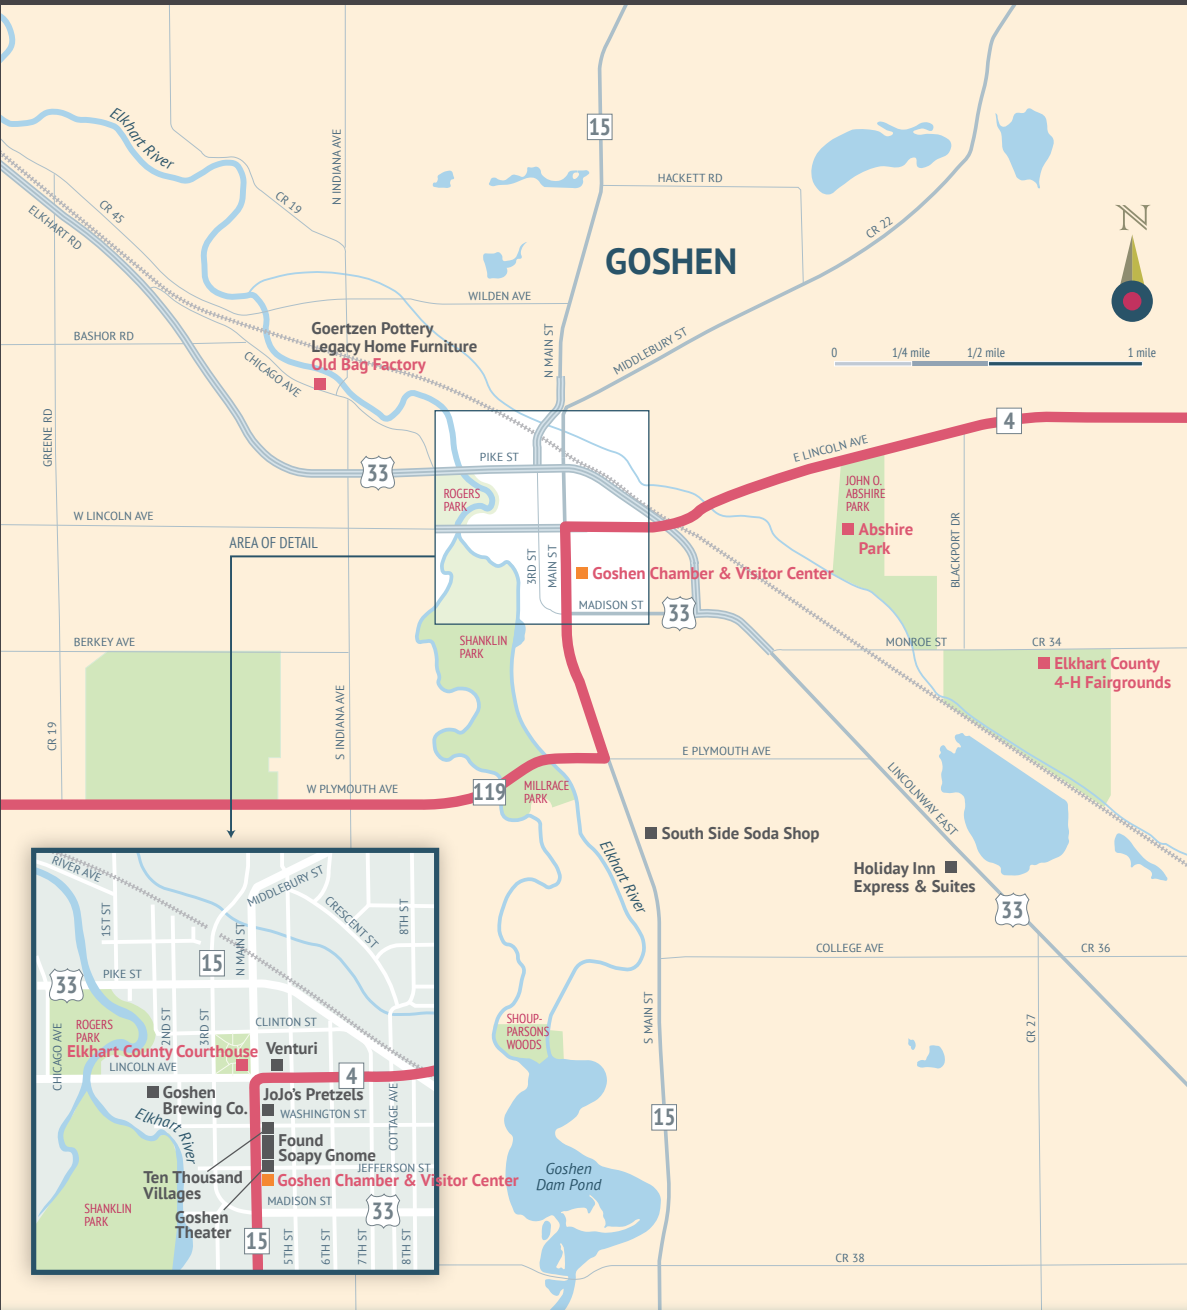 Elkhart River
15
N INDIANA AVE
HACKETT RD
CR 19
CR 45
ELKHART RD
N
CR 22
GOSHEN
WILDEN AVE
BASHOR RD
Goertzen Pottery
Legacy Home Furniture
Old Bag Factory
N MAIN ST
MIDDLEBURY ST
0
1/4 mile
1/2 mile
1 mile
CHICAGO AVE
GREENE RD
4
E LINCOLN AVE
PIKE ST
33
ROGERS
PARK
JOHN O.
ABSHIRE
PARK
W LINCOLN AVE
Abshire
Park
BLACKPORT DR
AREA OF DETAIL
3RD ST
MAIN ST
Goshen Chamber & Visitor Center
MADISON ST
33
BERKEY AVE
SHANKLIN
PARK
MONROE ST
CR 34
Elkhart County
4-H Fairgrounds
CR 19
S INDIANA AVE
E PLYMOUTH AVE
W PLYMOUTH AVE
119
MILLRACE
PARK
LINCOLNWAY EAST
South Side Soda Shop
Elkhart River
Holiday Inn
Express & Suites
33
COLLEGE AVE
CR 36
S MAIN ST
SHOUP-
PARSONS
WOODS
CR 27
15
Goshen
Dam Pond
CR 38
RIVER AVE
MIDDLEBURY ST
1ST ST
CRESCENT ST
8TH ST
N MAIN ST
15
PIKE ST
33
CLINTON ST
2ND ST
3RD ST
ROGERS
PARK
CHICAGO AVE
Elkhart County Courthouse
Venturi
LINCOLN AVE
4
Goshen
Brewing Co.
JoJo's Pretzels
WASHINGTON ST
COTTAGE AVE
Elkhart River
Found
Soapy Gnome
JEFFERSON ST
Ten Thousand
Villages
Goshen Chamber & Visitor Center
MADISON ST
SHANKLIN
PARK
Goshen
Theater
33
15
5TH ST
6TH ST
7TH ST
8TH ST